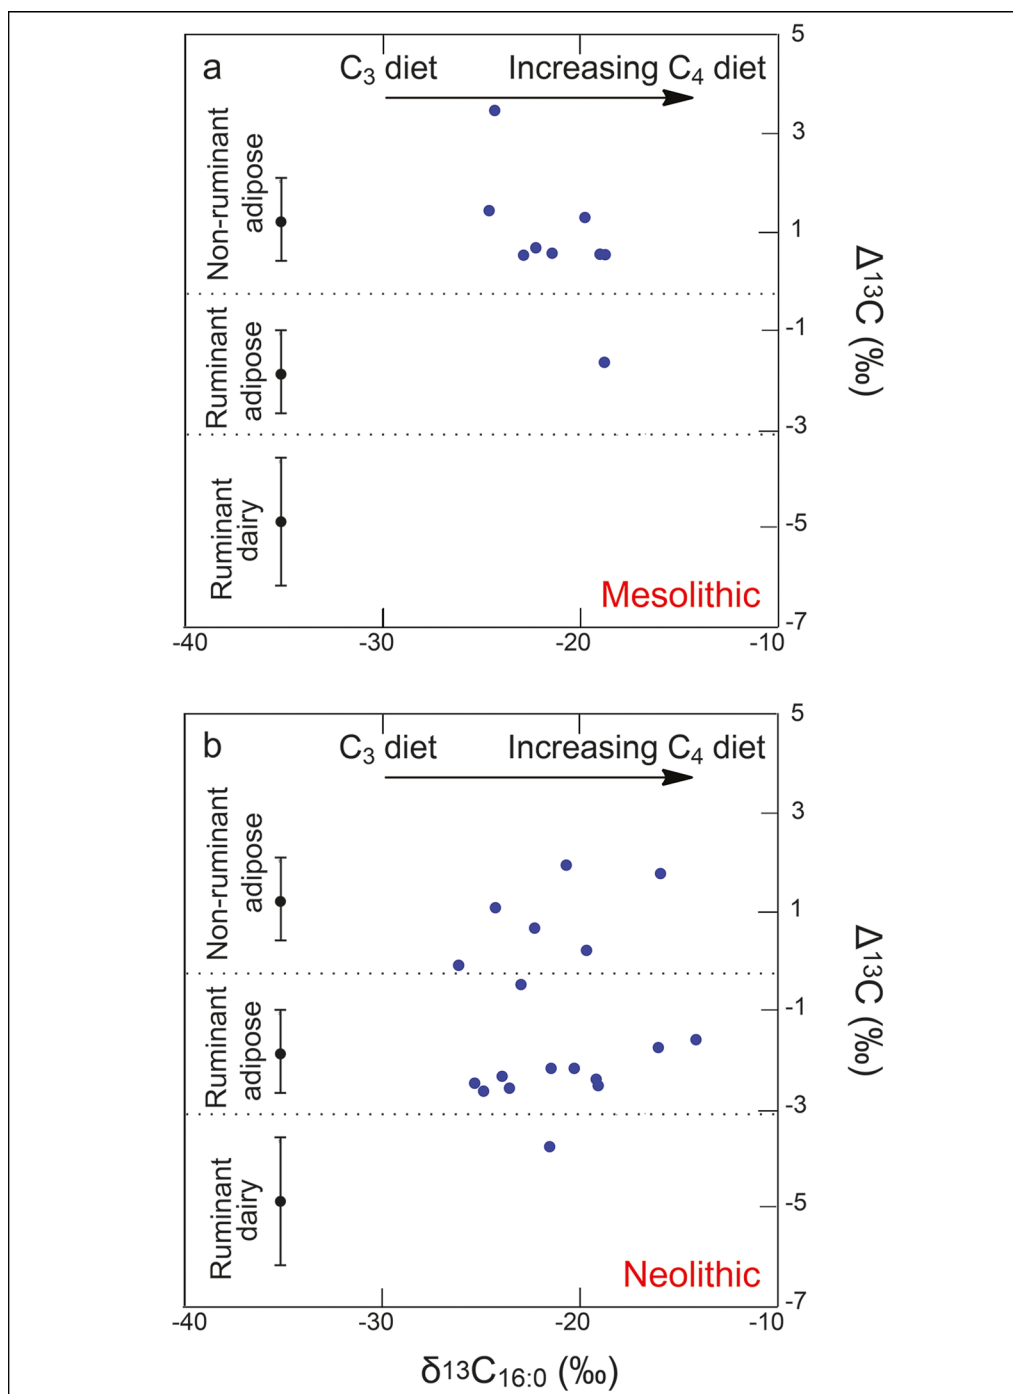 5
a
C₃ diet
Increasing C₄ diet
3
Non-ruminant
adipose
1
Δ¹³C (‰)
-1
Ruminant
adipose
-3
Ruminant
dairy
-5
Mesolithic
-7
-40
-30
-20
-10
5
b
C₃ diet
Increasing C₄ diet
3
Non-ruminant
adipose
1
Δ¹³C (‰)
-1
Ruminant
adipose
-3
Ruminant
dairy
-5
Neolithic
-7
-40
-30
-20
-10
δ¹³C₁₆:₀ (‰)